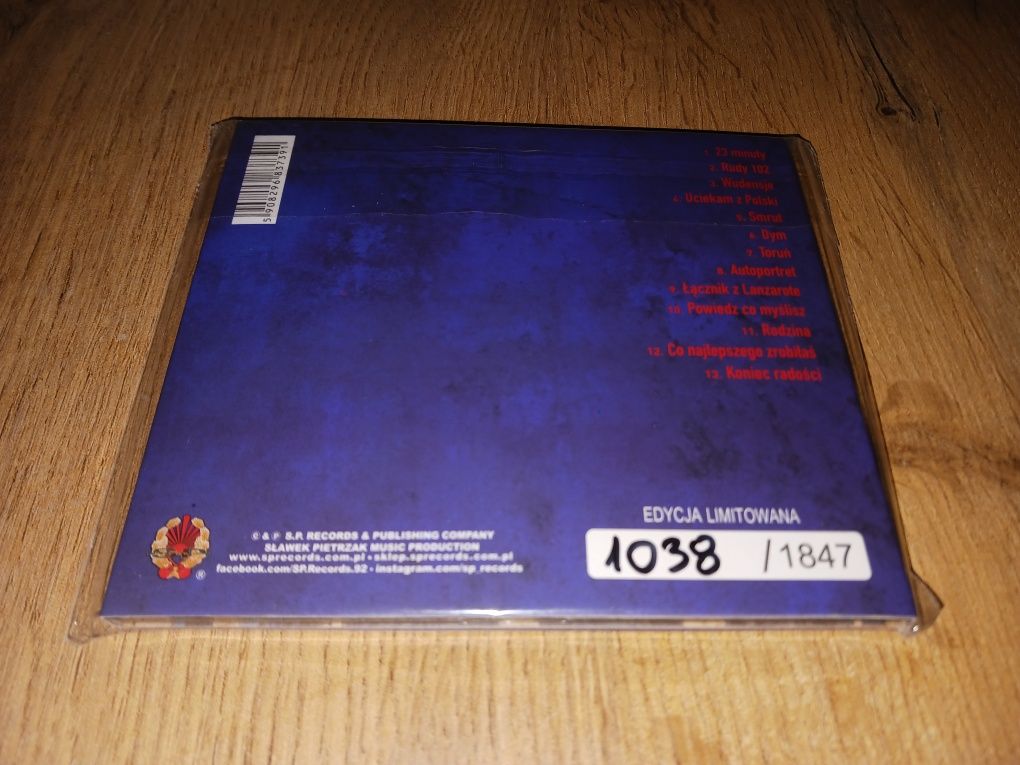 5908296837391
1. 23 minuty
2. Rudy 102
3. Wudensja
4. Uciekam z Polski
5. Smrut
6. Dym
7. Toruń
8. Autoportret
9. Łącznik z Lanzarote
10. Powiedz co myślisz
11. Rodzina
12. Co najlepszego zrobiłaś
13. Koniec radości
© & ℗ S.P. RECORDS & PUBLISHING COMPANY
SŁAWEK PIETRZAK MUSIC PRODUCTION
www.sprecords.com.pl • sklep.sprecords.com.pl
facebook.com/SP.Records.92 • instagram.com/sp_records
®
EDYCJA LIMITOWANA
1038 /1847